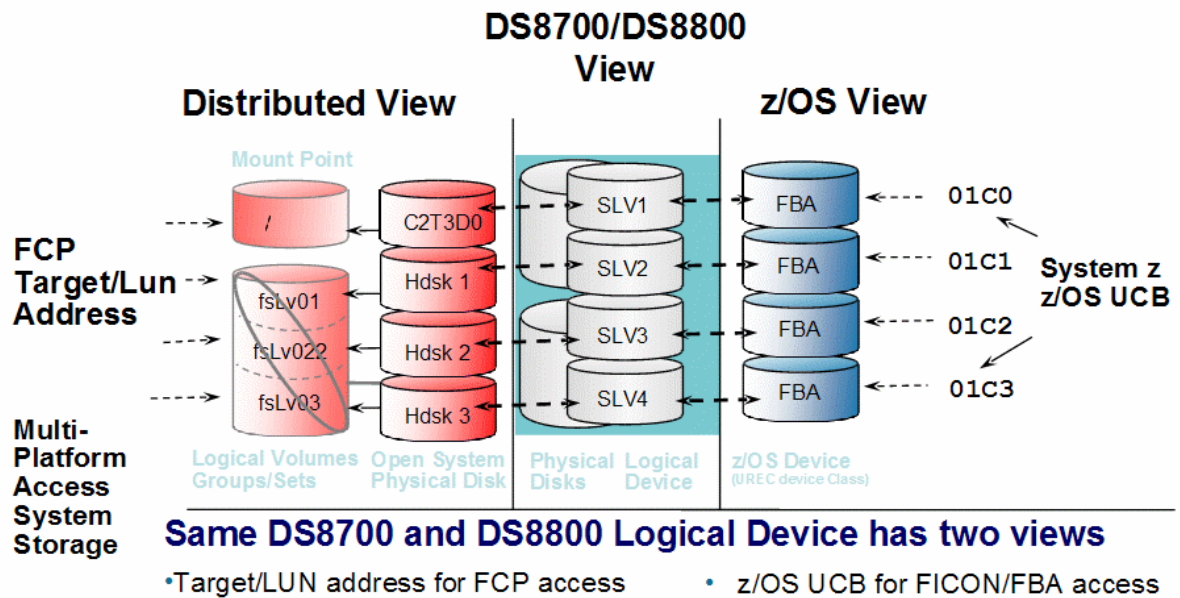 DS8700/DS8800
View
Distributed View
z/OS View
Mount Point
/
C2T3D0
SLV1
FBA
01C0
FCP
Target/Lun
Address
fsLv01
Hdsk 1
SLV2
FBA
01C1
System z
z/OS UCB
fsLv022
Hdsk 2
SLV3
FBA
01C2
fsLv03
Hdsk 3
SLV4
FBA
01C3
Multi-
Platform
Access
System
Storage
Logical Volumes
Groups/Sets
Open System
Physical Disk
Physical
Disks
Logical
Device
z/OS Device
(UREC device Class)
Same DS8700 and DS8800 Logical Device has two views
•Target/LUN address for FCP access
• z/OS UCB for FICON/FBA access